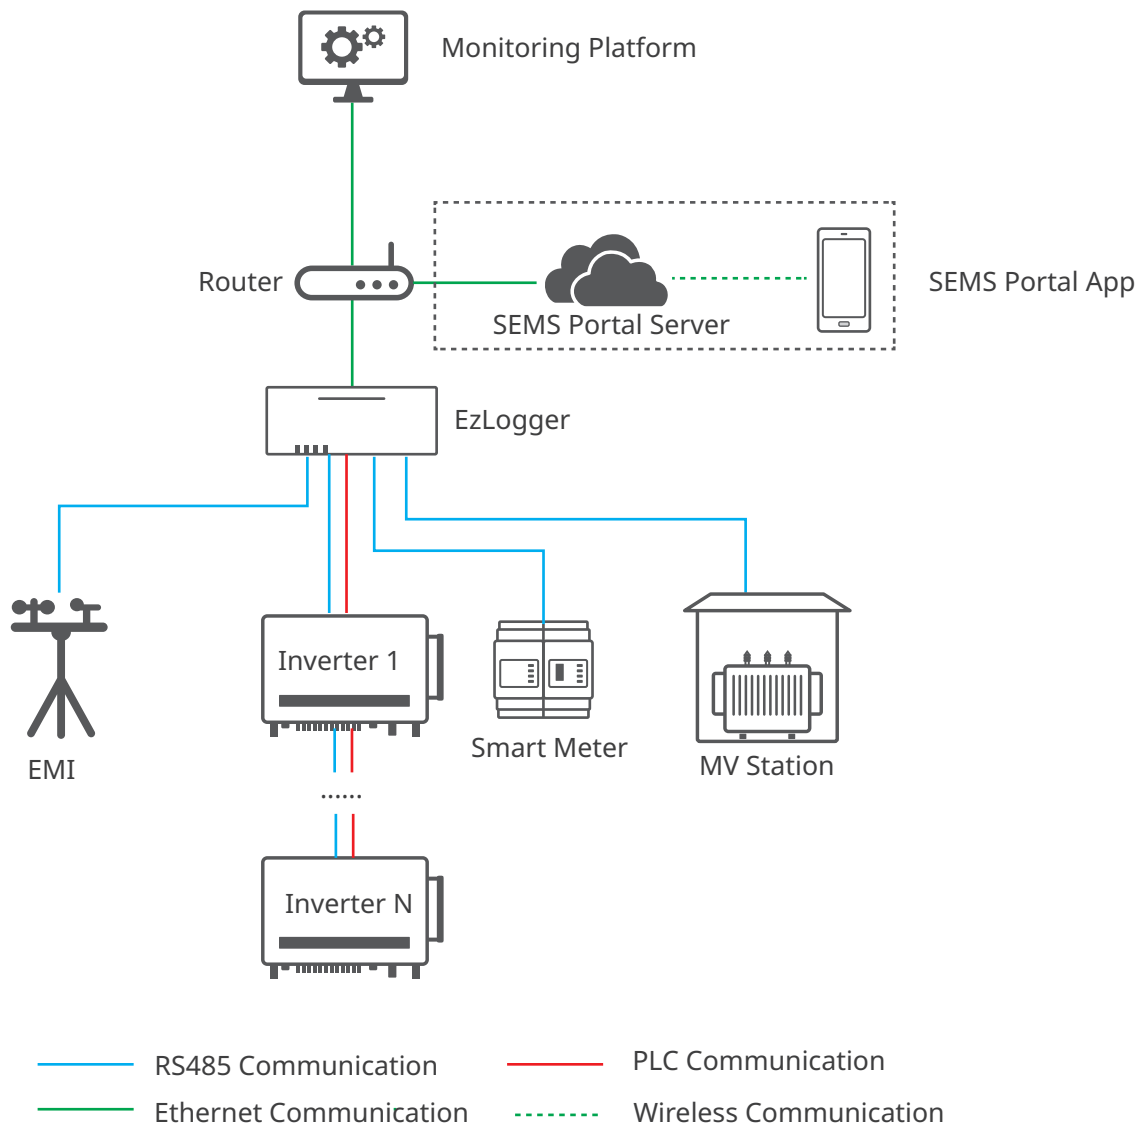 Monitoring Platform
Router
SEMS Portal App
SEMS Portal Server
EzLogger
Inverter 1
Smart Meter
MV Station
EMI
......
Inverter N
RS485 Communication
PLC Communication
Ethernet Communication
Wireless Communication